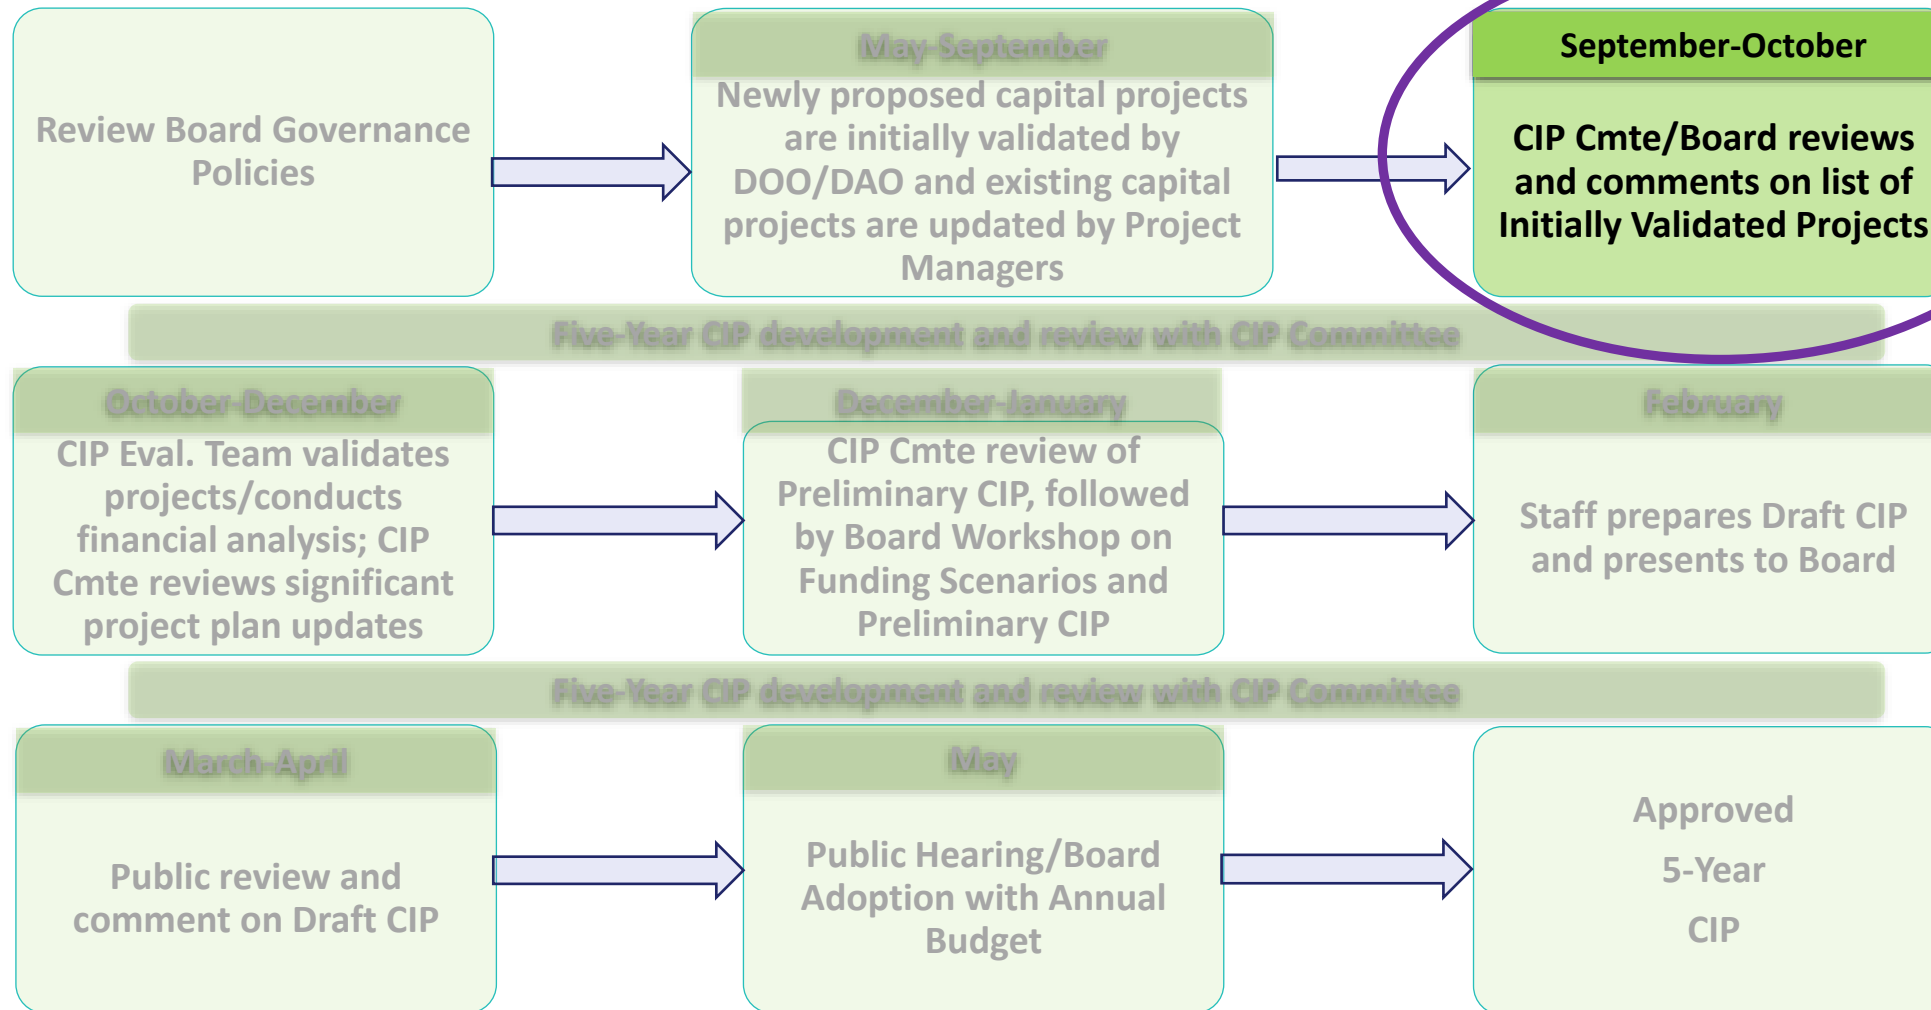 Review Board Governance
Policies
May-September
Newly proposed capital projects
are initially validated by
DOO/DAO and existing capital
projects are updated by Project
Managers
September-October
CIP Cmte/Board reviews
and comments on list of
Initially Validated Projects
Five-Year CIP development and review with CIP Committee
October-December
CIP Eval. Team validates
projects/conducts
financial analysis; CIP
Cmte reviews significant
project plan updates
December-January
CIP Cmte review of
Preliminary CIP, followed
by Board Workshop on
Funding Scenarios and
Preliminary CIP
February
Staff prepares Draft CIP
and presents to Board
Five-Year CIP development and review with CIP Committee
March-April
Public review and
comment on Draft CIP
May
Public Hearing/Board
Adoption with Annual
Budget
Approved
5-Year
CIP